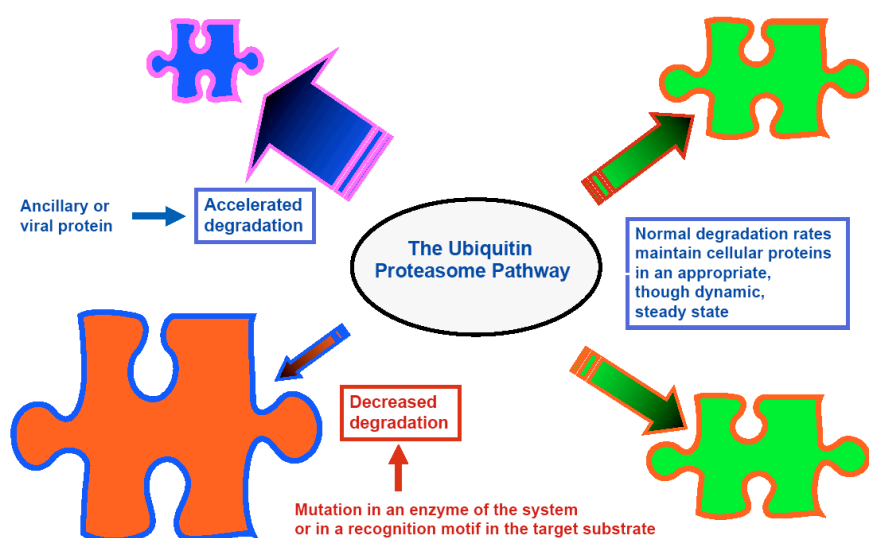 Ancillary or
viral protein
Accelerated
degradation
The Ubiquitin
Proteasome Pathway
Normal degradation rates
maintain cellular proteins
in an appropriate,
though dynamic,
steady state
Decreased
degradation
Mutation in an enzyme of the system
or in a recognition motif in the target substrate